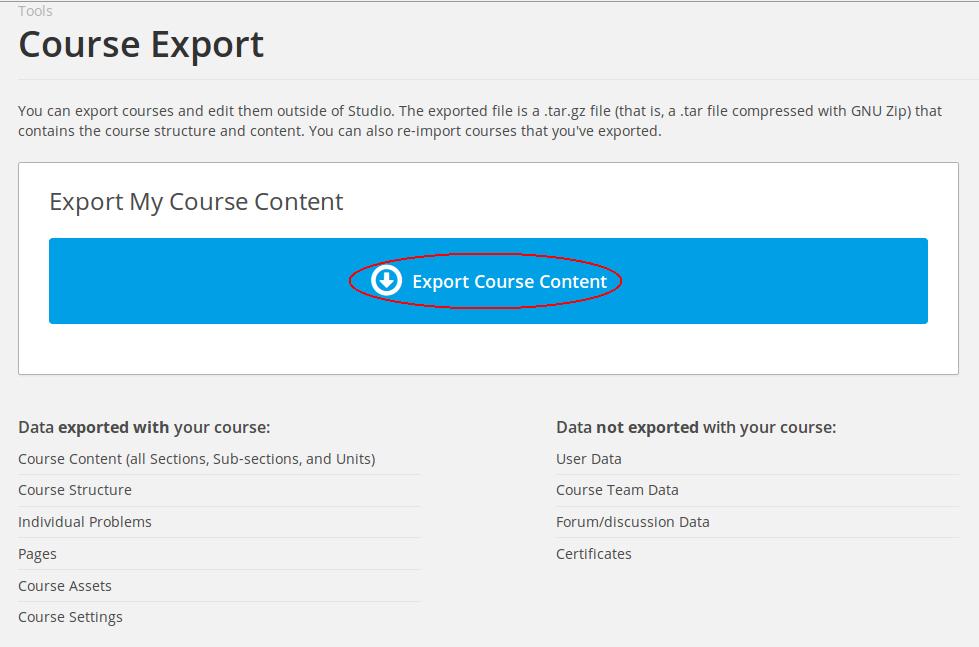 Tools
Course Export
You can export courses and edit them outside of Studio. The exported file is a .tar.gz file (that is, a .tar file compressed with GNU Zip) that
contains the course structure and content. You can also re-import courses that you've exported.
Export My Course Content
Export Course Content
Data exported with your course:
Course Content (all Sections, Sub-sections, and Units)
Course Structure
Individual Problems
Pages
Course Assets
Course Settings
Data not exported with your course:
User Data
Course Team Data
Forum/discussion Data
Certificates